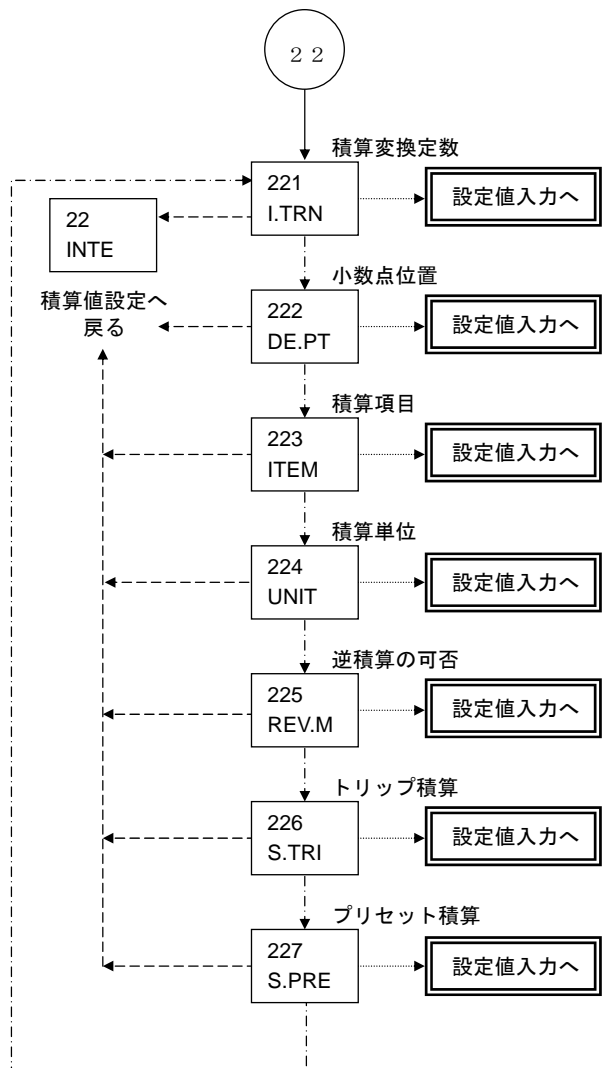 ２２
積算変換定数
221
I.TRN
設定値入力へ
22
INTE
積算値設定へ
戻る
小数点位置
222
DE.PT
設定値入力へ
積算項目
223
ITEM
設定値入力へ
積算単位
224
UNIT
設定値入力へ
逆積算の可否
225
REV.M
設定値入力へ
トリップ積算
226
S.TRI
設定値入力へ
プリセット積算
227
S.PRE
設定値入力へ